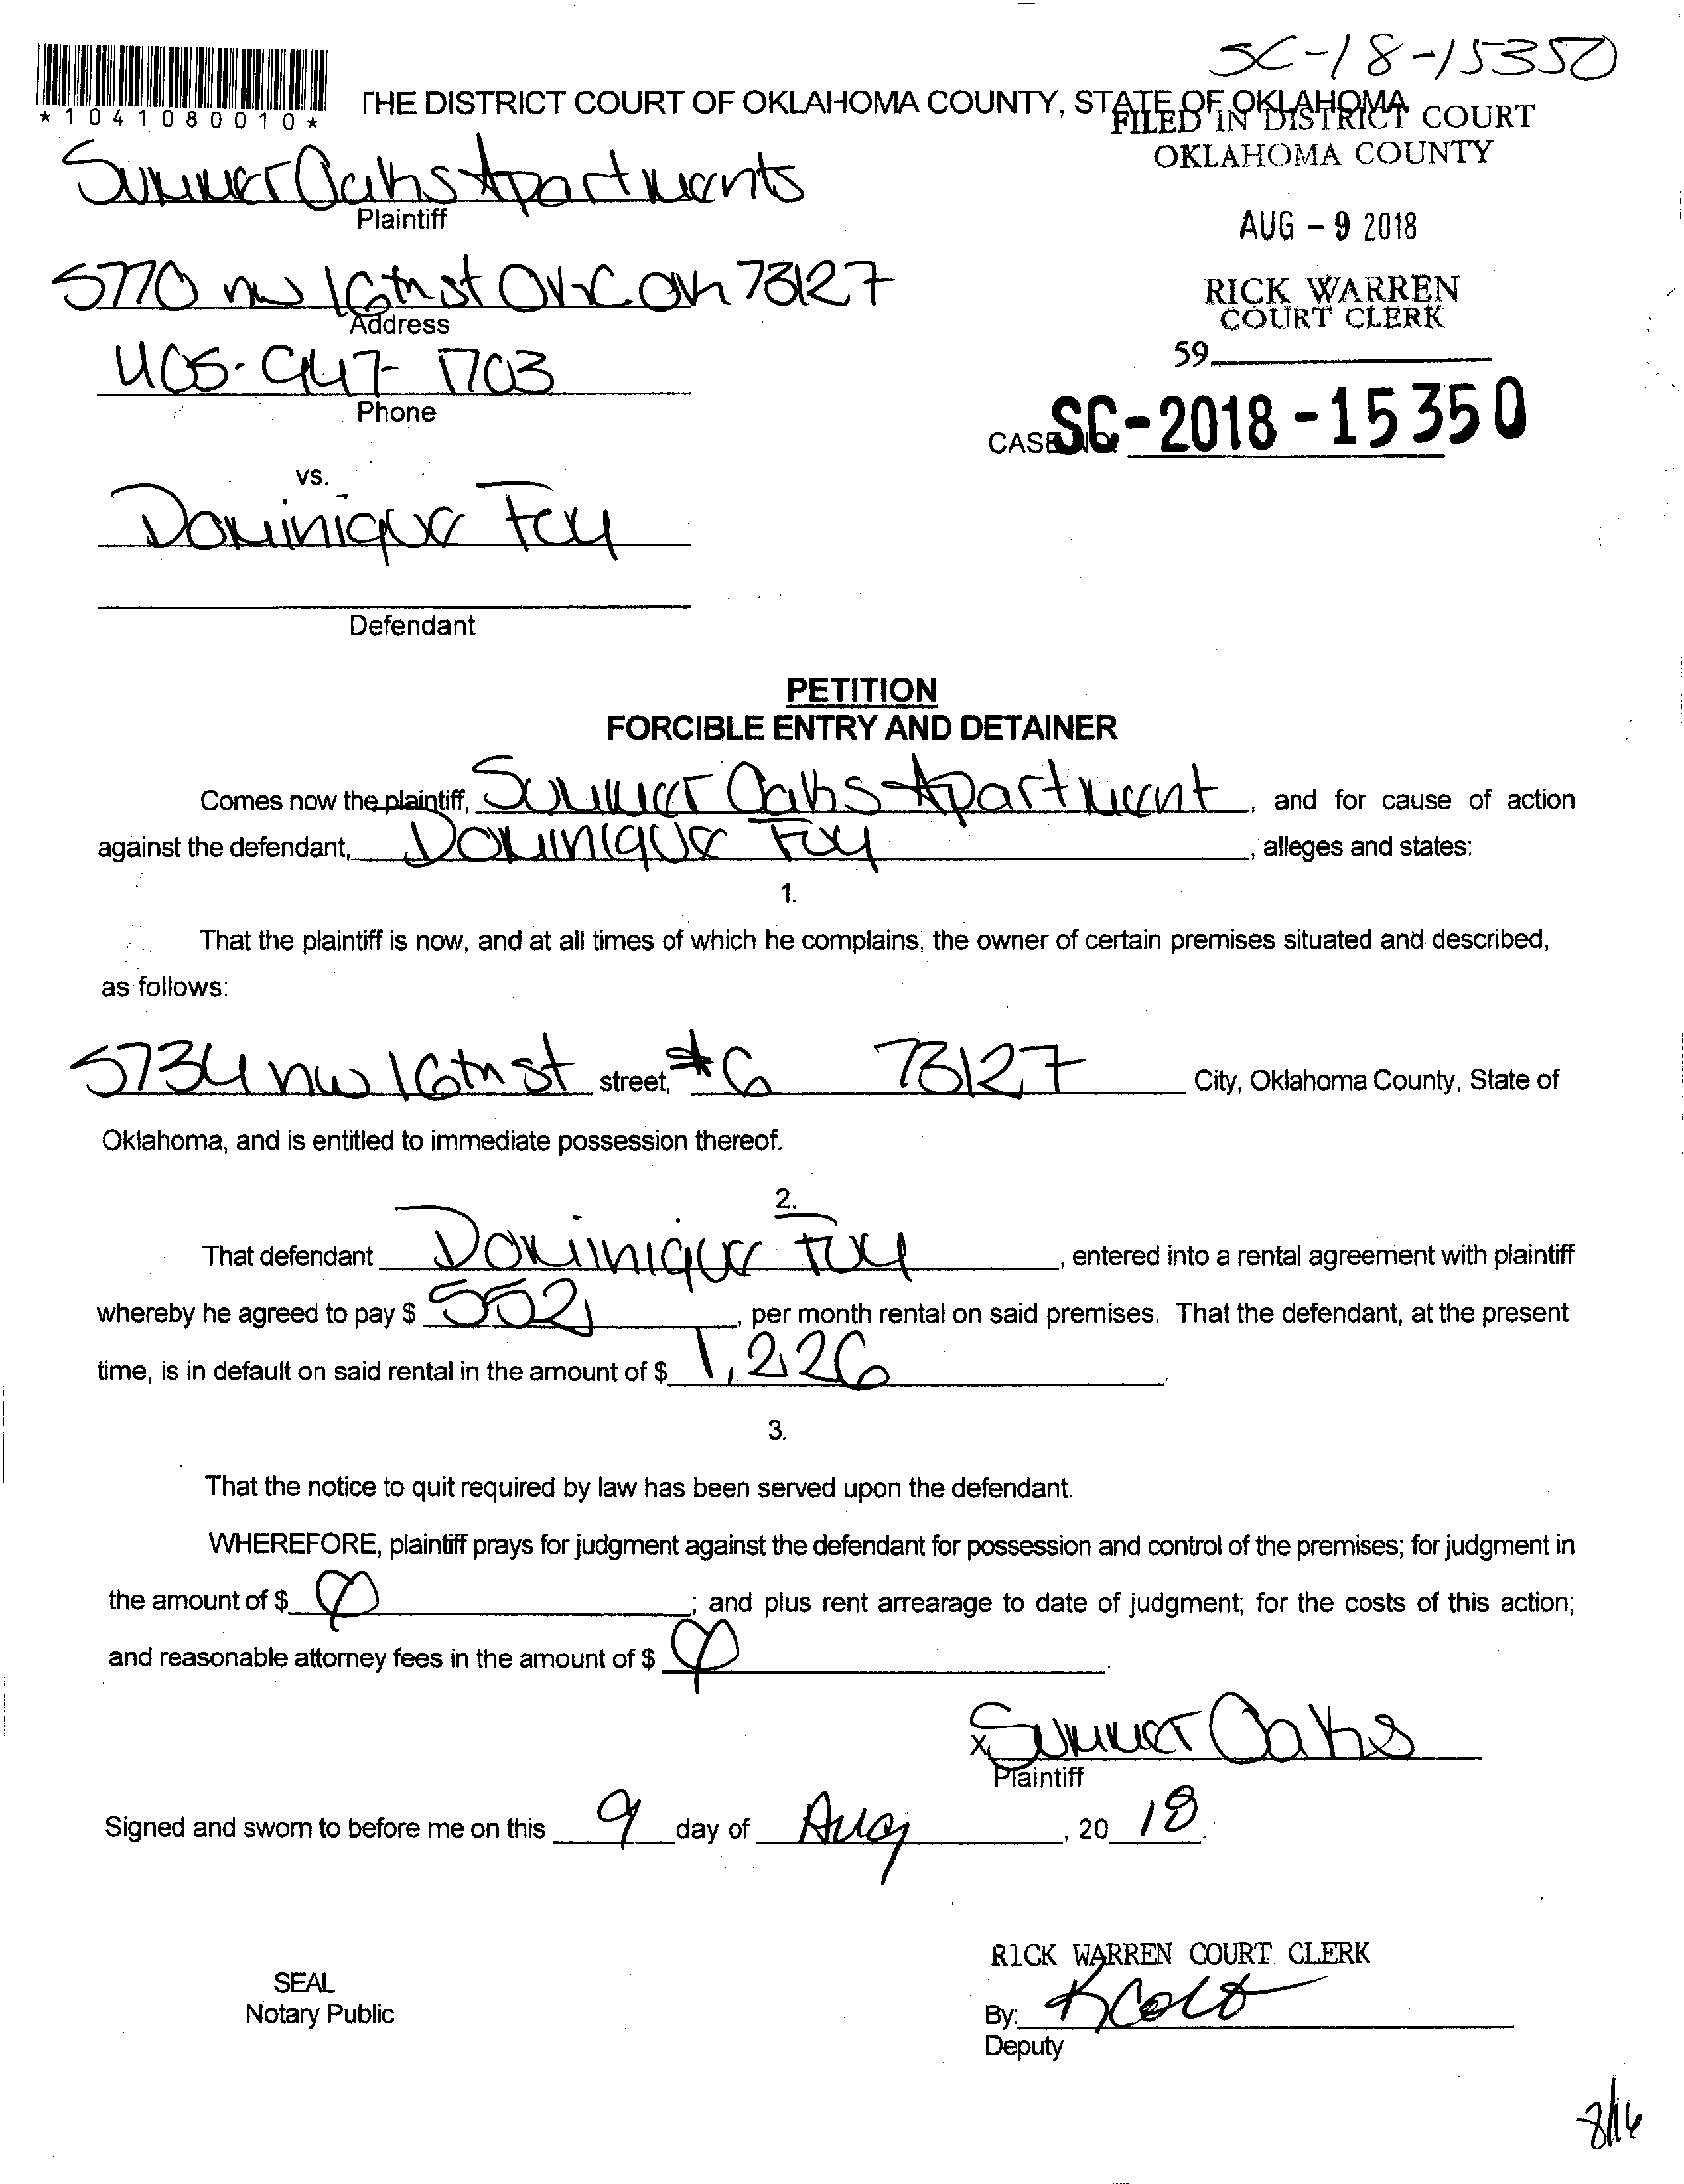 SC-18-15350
*1041080010*
THE DISTRICT COURT OF OKLAHOMA COUNTY, STATE OF OKLAHOMA
FILED IN DISTRICT COURT
OKLAHOMA COUNTY
Summer Oaks Apartments
Plaintiff
AUG - 9 2018
5770 nw 16th st OKC OK 73127
Address
RICK WARREN
COURT CLERK
405-947-1703
Phone
59
CASE NO. SC-2018-15350
vs.
Dominique Foy
Defendant
PETITION
FORCIBLE ENTRY AND DETAINER
Comes now the plaintiff, Summer Oaks Apartment, and for cause of action
against the defendant, Dominique Foy, alleges and states:
1.
That the plaintiff is now, and at all times of which he complains, the owner of certain premises situated and described,
as follows:
5734 nw 16th st street, #6 73127 City, Oklahoma County, State of
Oklahoma, and is entitled to immediate possession thereof.
2.
That defendant Dominique Foy, entered into a rental agreement with plaintiff
whereby he agreed to pay $ 552, per month rental on said premises. That the defendant, at the present
time, is in default on said rental in the amount of $ 1,226.
3.
That the notice to quit required by law has been served upon the defendant.
WHEREFORE, plaintiff prays for judgment against the defendant for possession and control of the premises; for judgment in
the amount of $ ; and plus rent arrearage to date of judgment; for the costs of this action;
and reasonable attorney fees in the amount of $ .
X Summer Oaks
Plaintiff
Signed and sworn to before me on this 9 day of Aug, 20 18.
RICK WARREN COURT CLERK
SEAL
Notary Public
By:
Deputy
8/16